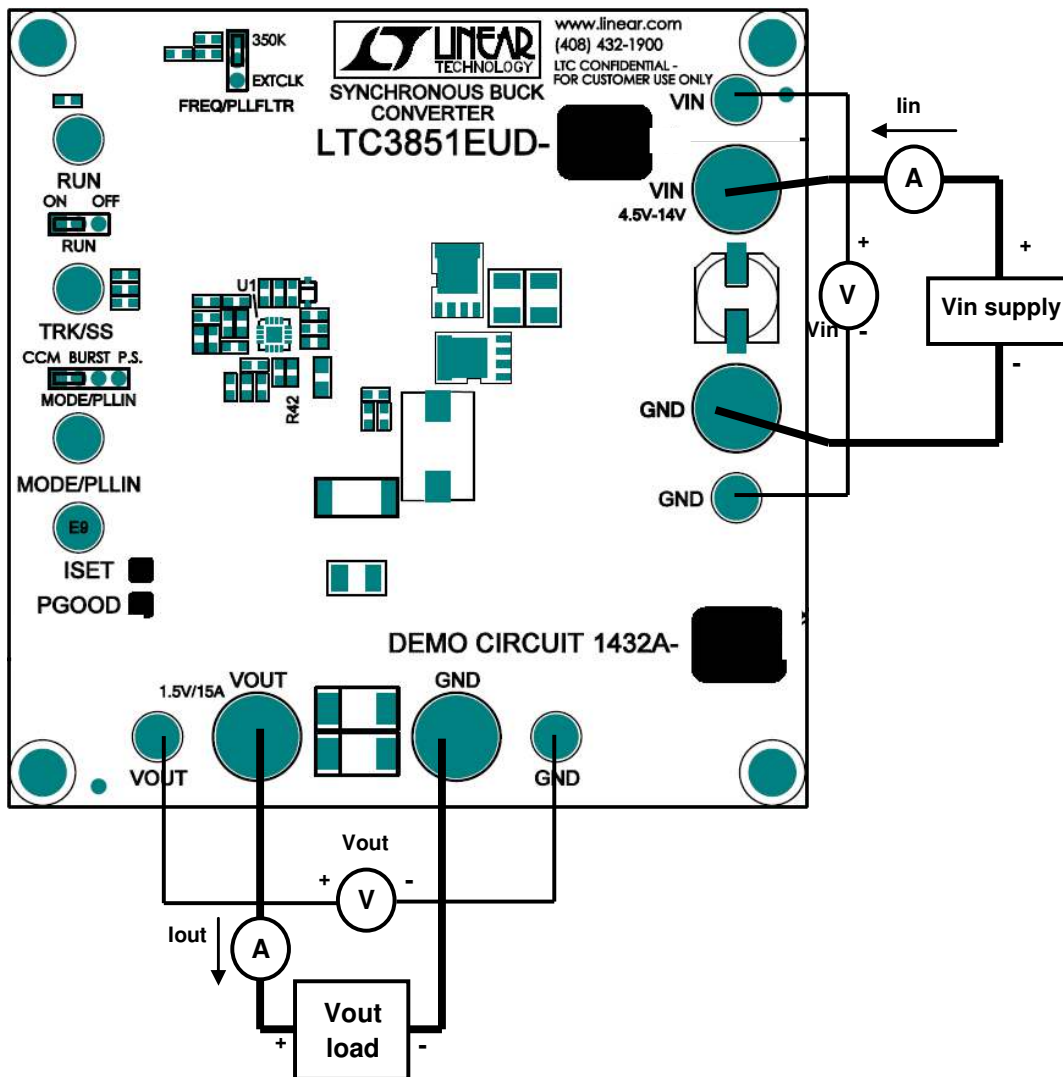 350K
EXTCLK
FREQ/PLLFLTR
LINEAR
TECHNOLOGY
www.linear.com
(408) 432-1900
LTC CONFIDENTIAL -
FOR CUSTOMER USE ONLY
SYNCHRONOUS BUCK
CONVERTER
LTC3851EUD-
VIN
Iin
A
VIN
4.5V-14V
RUN
ON OFF
RUN
U1
TRK/SS
CCM BURST P.S.
MODE/PLLIN
R42
+
V
Vin
-
+
Vin supply
-
GND
MODE/PLLIN
GND
E9
ISET
PGOOD
DEMO CIRCUIT 1432A-
1.5V/15A
VOUT
GND
VOUT
GND
Vout
+
V
-
Iout
A
+
Vout
load
-